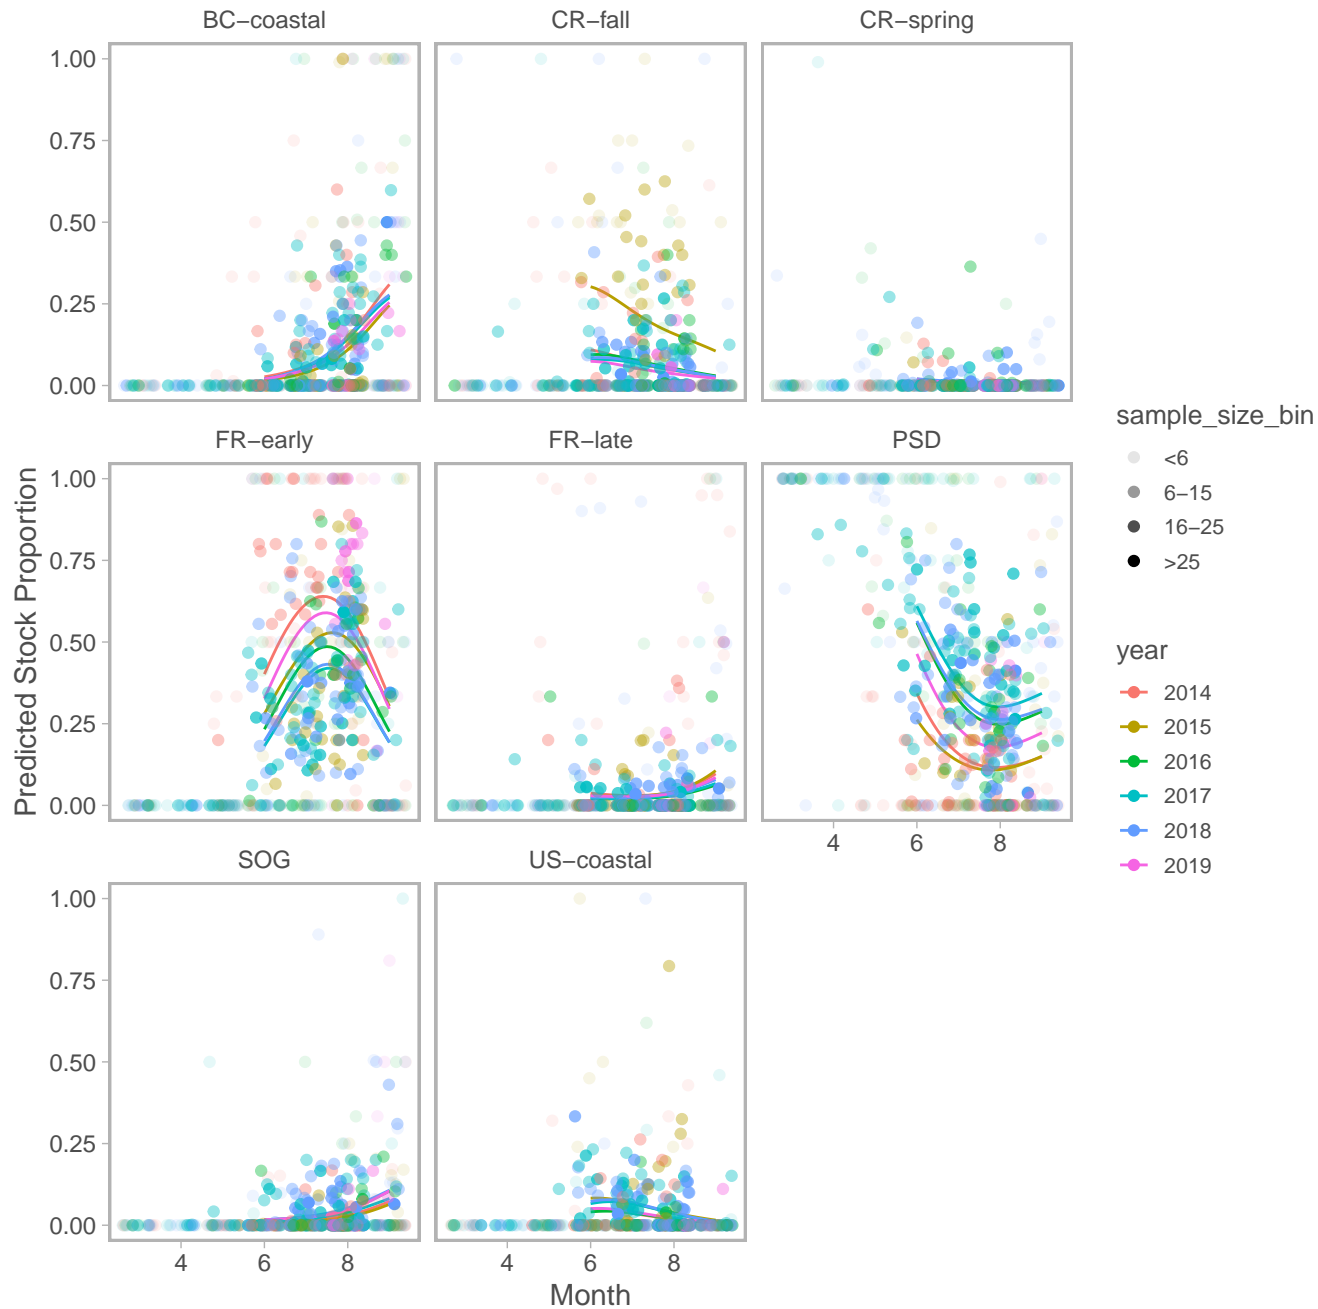 BC−coastal CR−fall CR−spring
1.00
0.75
0.50
0.25
0.00
FR−early FR−late PSD
1.00
0.75
0.50
0.25
0.00
4 6 8
SOG US−coastal
1.00
0.75
0.50
0.25
0.00
4 6 8 4 6 8
Month
Predicted Stock Proportion
sample_size_bin
<6
6−15
16−25
>25
year
2014
2015
2016
2017
2018
2019